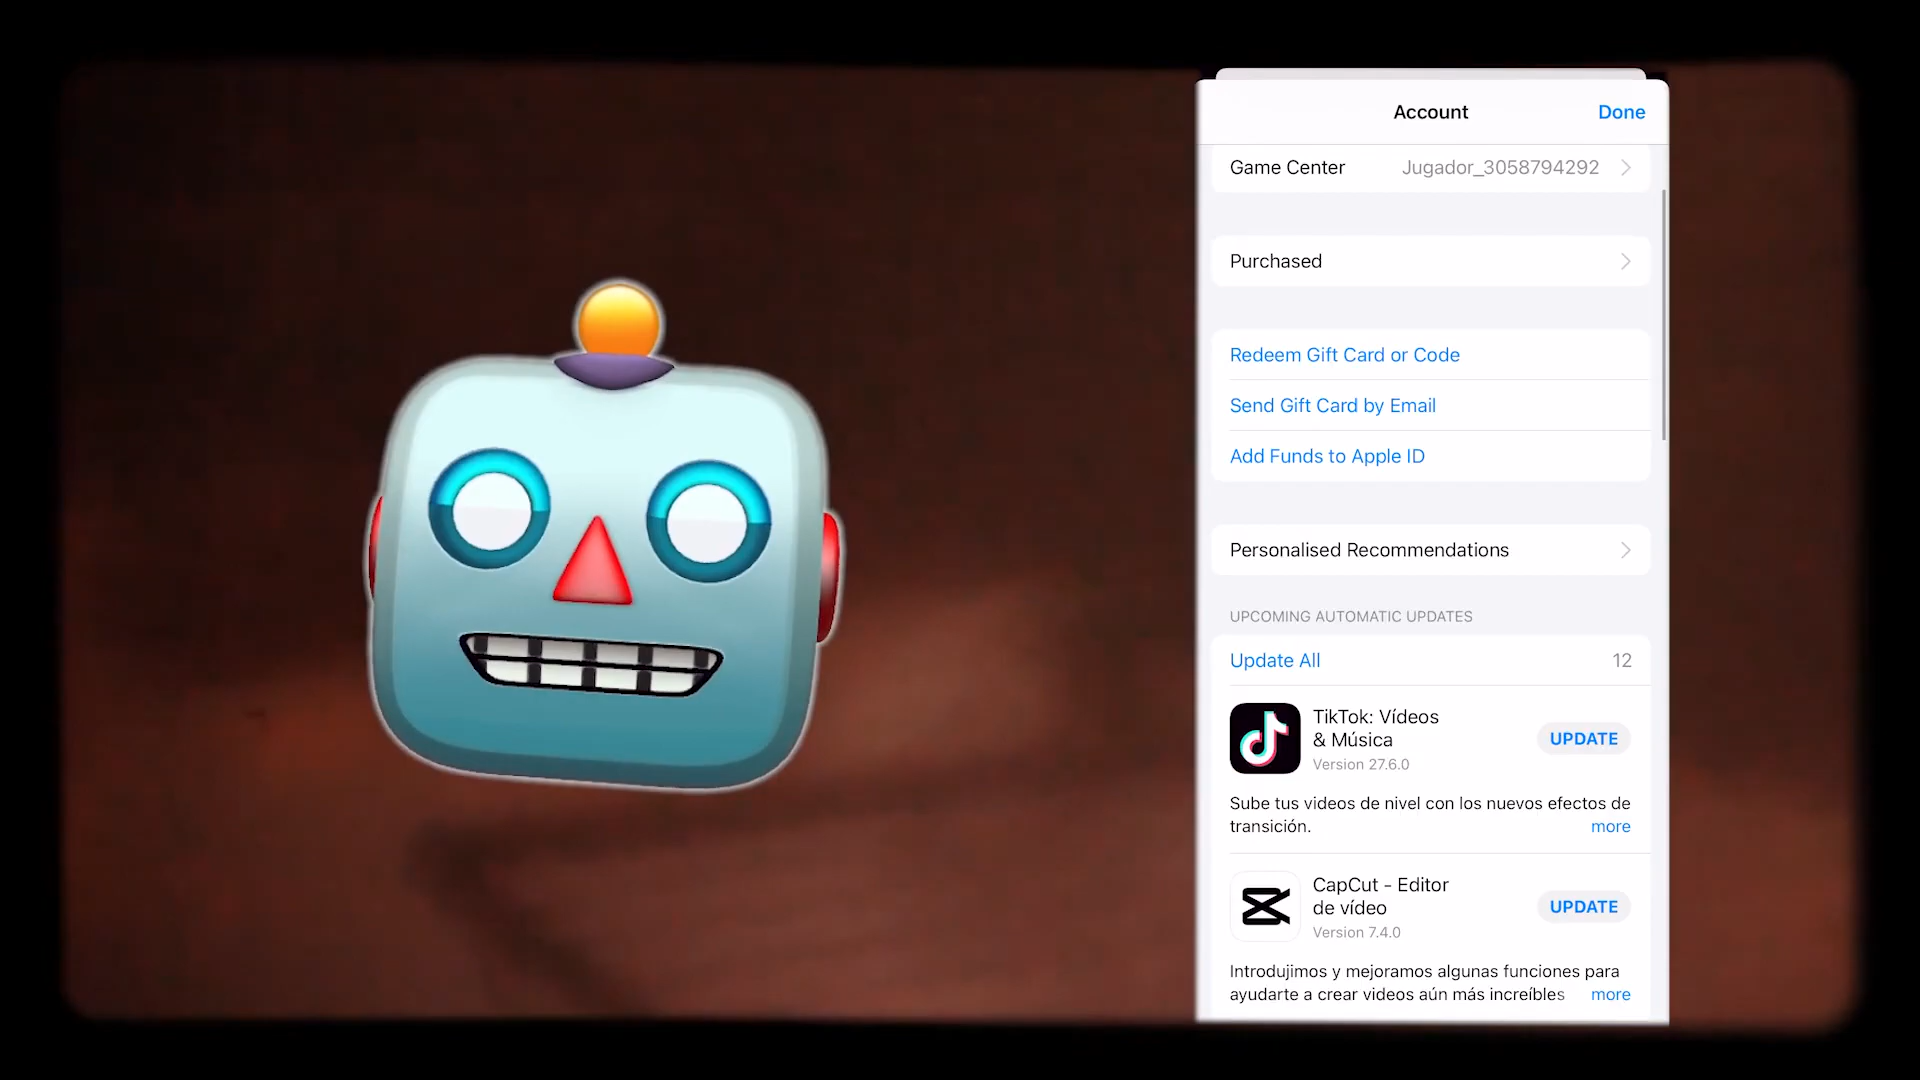 Account
Done
Game Center
Jugador_3058794292
Purchased
Redeem Gift Card or Code
Send Gift Card by Email
Add Funds to Apple ID
Personalised Recommendations
UPCOMING AUTOMATIC UPDATES
Update All
12
TikTok: Vídeos
& Música
Version 27.6.0
UPDATE
Sube tus videos de nivel con los nuevos efectos de
transición.
more
CapCut - Editor
de vídeo
Version 7.4.0
UPDATE
Introdujimos y mejoramos algunas funciones para
ayudarte a crear videos aún más increíbles
more